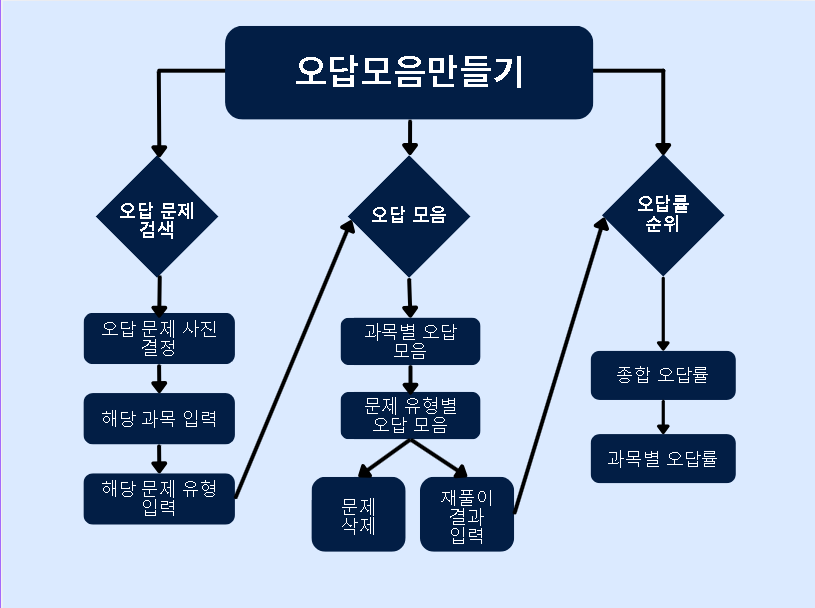 오답모음만들기
오답 문제
검색
오답 모음
오답률
순위
오답 문제 사진
결정
해당 과목 입력
해당 문제 유형
입력
과목별 오답
모음
문제 유형별
오답 모음
문제
삭제
재풀이
결과
입력
종합 오답률
과목별 오답률